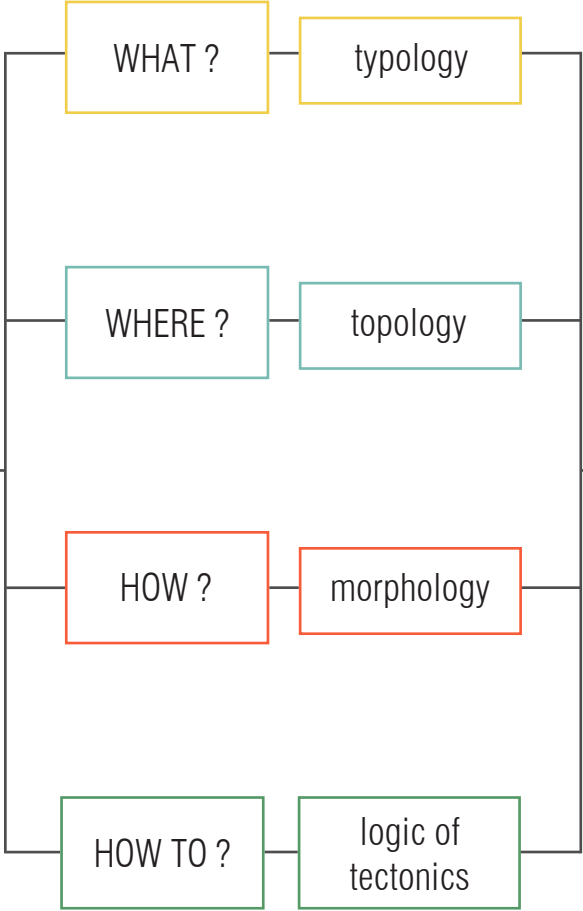 WHAT ?
typology
WHERE ?
topology
HOW ?
morphology
HOW TO ?
logic of
tectonics